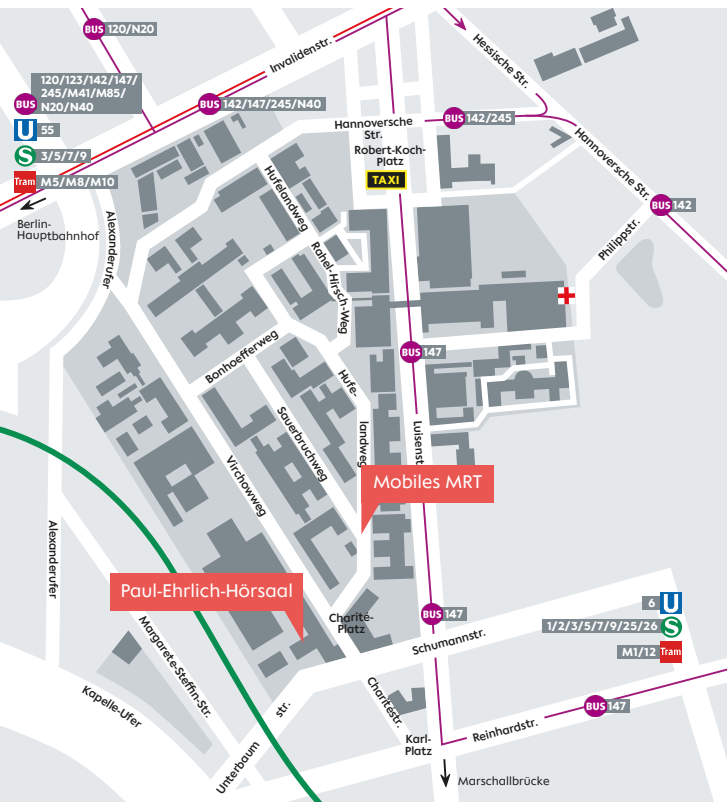 BUS 120/N20
Hessische Str.
Invalidenstr.
120/123/142/147/
245/M41/M85/
N20/N40
BUS
BUS 142/147/245/N40
U 55
S 3/5/7/9
Tram M5/M8/M10
Berlin-
Hauptbahnhof
Hannoversche
Str.
BUS 142/245
Robert-Koch-
Platz
TAXI
Hannoversche Str.
BUS 142
Philippstr.
Alexanderufer
Hufelandweg
Rahel-Hirsch-Weg
Bonhoefferweg
BUS 147
Hufe-
landweg
Sauerbruchweg
Virchowweg
Luisenst
Mobiles MRT
Alexanderufer
Paul-Ehrlich-Hörsaal
Charité-
Platz
BUS 147
6 U
1/2/3/5/7/9/25/26 S
M1/12 Tram
Schumannstr.
Margarete-Steffin-Str.
Kapelle-Ufer
Charitéstr.
Unterbaum
str.
Karl-
Platz
Reinhardstr.
BUS 147
Marschallbrücke